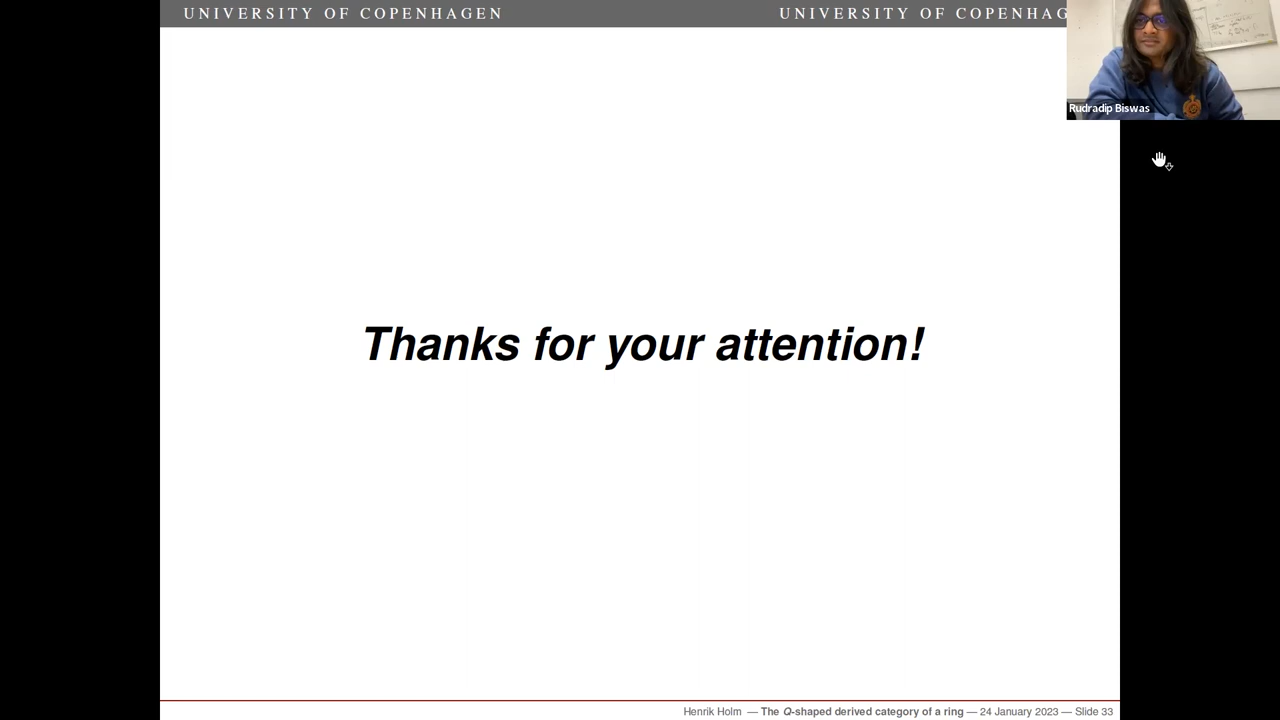 UNIVERSITY OF COPENHAGEN
UNIVERSITY OF COPENHAG
Rudradip Biswas
Thanks for your attention!
Henrik Holm — The Q-shaped derived category of a ring — 24 January 2023 — Slide 33